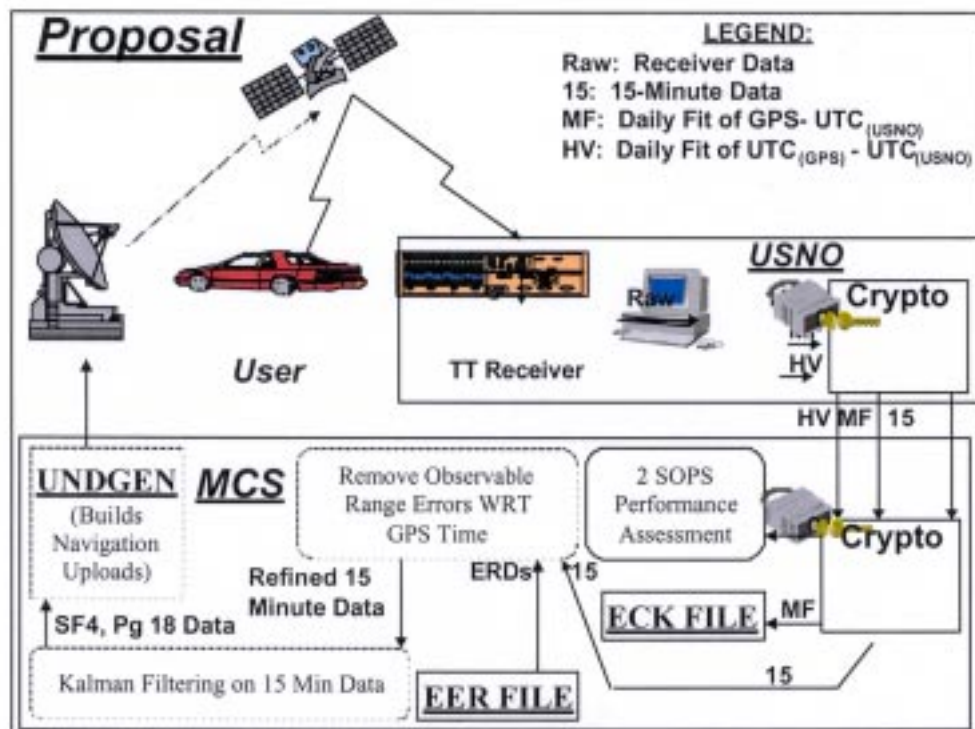 Proposal
LEGEND:
Raw: Receiver Data
15: 15-Minute Data
MF: Daily Fit of GPS- UTC(USNO)
HV: Daily Fit of UTC(GPS) - UTC(USNO)
USNO
Crypto
Raw
HV
User
TT Receiver
HV MF 15
UNDGEN
(Builds
Navigation
Uploads)
MCS
Remove Observable
Range Errors WRT
GPS Time
2 SOPS
Performance
Assessment
Crypto
Refined 15
Minute Data
ERDs
15
ECK FILE
MF
SF4, Pg 18 Data
Kalman Filtering on 15 Min Data
EER FILE
15